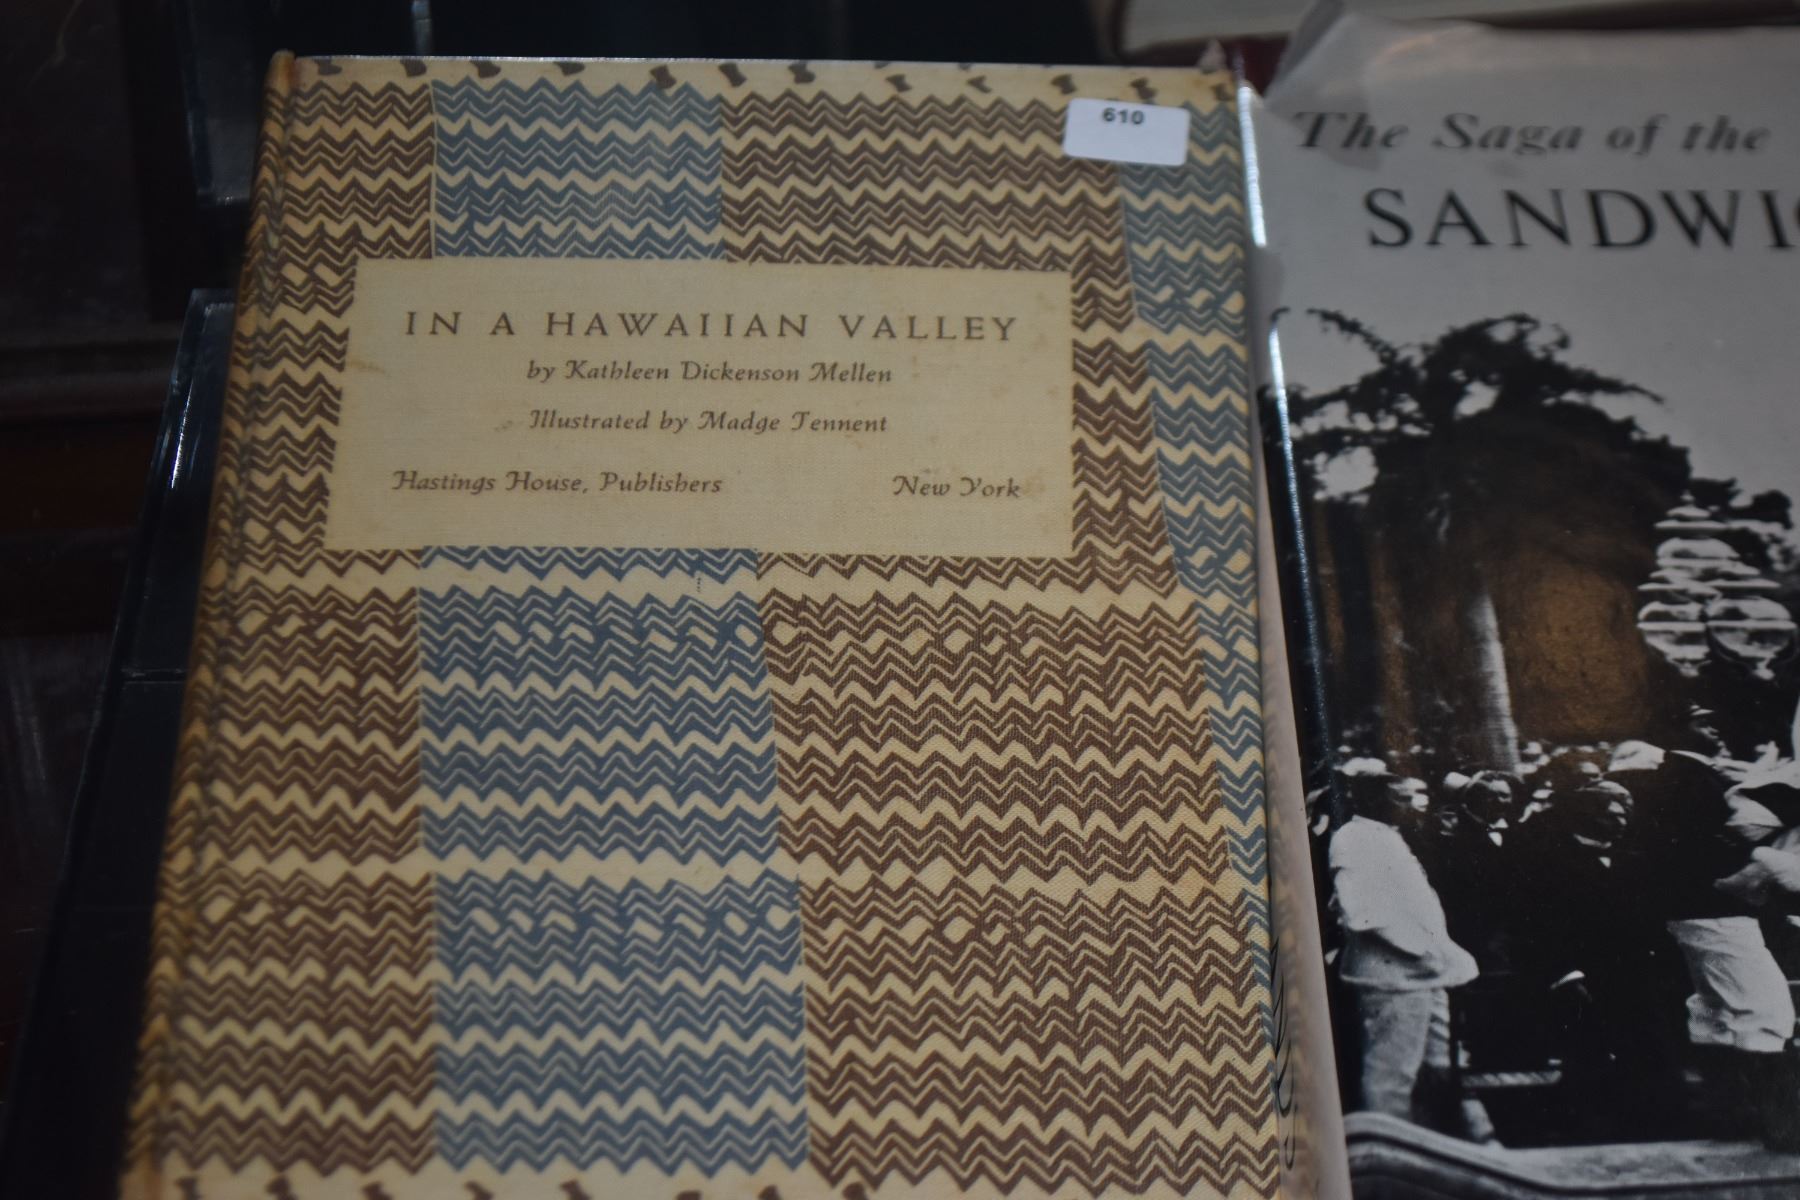 610
IN A HAWAIIAN VALLEY
by Kathleen Dickenson Mellen
Illustrated by Madge Tennent
Hastings House, Publishers New York
The Saga of the
SANDWIC